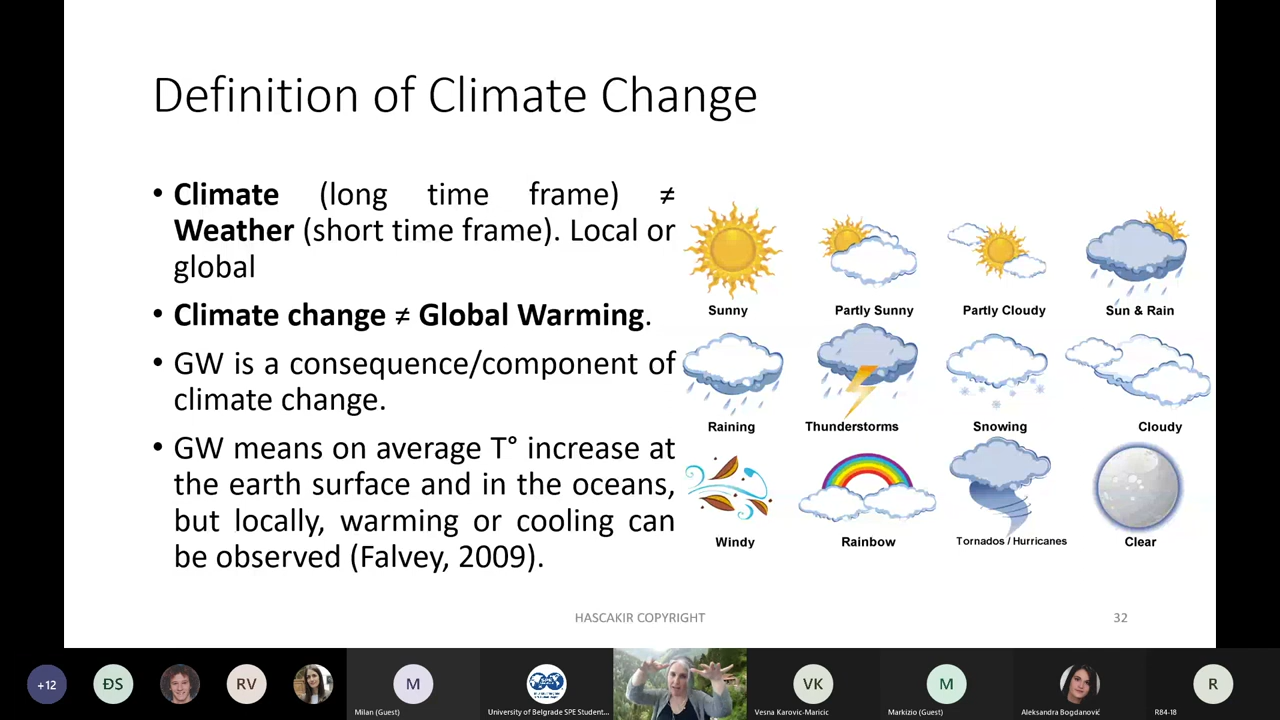 Definition of Climate Change
• Climate (long time frame) ≠
Weather (short time frame). Local or
global
• Climate change ≠ Global Warming.
• GW is a consequence/component of
climate change.
• GW means on average T° increase at
the earth surface and in the oceans,
but locally, warming or cooling can
be observed (Falvey, 2009).
Sunny
Partly Sunny
Partly Cloudy
Sun & Rain
Raining
Thunderstorms
Snowing
Cloudy
Windy
Rainbow
Tornados / Hurricanes
Clear
HASCAKIR COPYRIGHT
32
+12
ĐS
RV
M
Milan (Guest)
University of Belgrade SPE Student...
VK
Vesna Karovic-Maricic
M
Markizio (Guest)
Aleksandra Bogdanović
R
R84-18